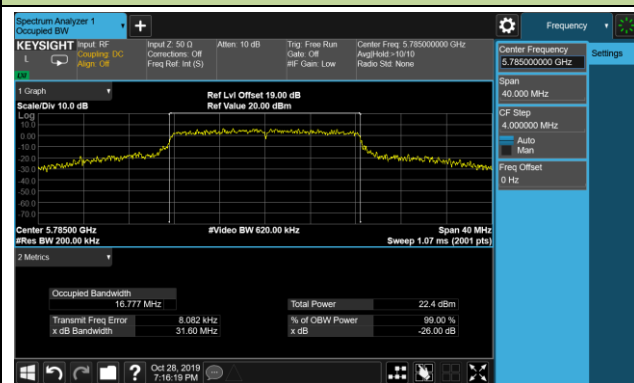 Spectrum Analyzer 1
Occupied BW
+
Frequency
KEYSIGHT
L
Input: RF
Coupling: DC
Align: Off
Input Z: 50 Ω
Corrections: Off
Freq Ref: Int (S)
Atten: 10 dB
Trig: Free Run
Gate: Off
#IF Gain: Low
Center Freq: 5.785000000 GHz
Avg|Hold:>10/10
Radio Std: None
Center Frequency
5.785000000 GHz
Settings
Span
40.000 MHz
CF Step
4.000000 MHz
Auto
Man
Freq Offset
0 Hz
1 Graph
Scale/Div 10.0 dB
Ref Lvl Offset 19.00 dB
Ref Value 20.00 dBm
Log
10.0
0.00
-10.0
-20.0
-30.0
-40.0
-50.0
-60.0
-70.0
Center 5.78500 GHz
#Video BW 620.00 kHz
Span 40 MHz
#Res BW 200.00 kHz
Sweep 1.07 ms (2001 pts)
2 Metrics
Occupied Bandwidth
16.777 MHz
Total Power 22.4 dBm
Transmit Freq Error 8.082 kHz
% of OBW Power 99.00 %
x dB Bandwidth 31.60 MHz
x dB -26.00 dB
?
Oct 28, 2019
7:16:19 PM